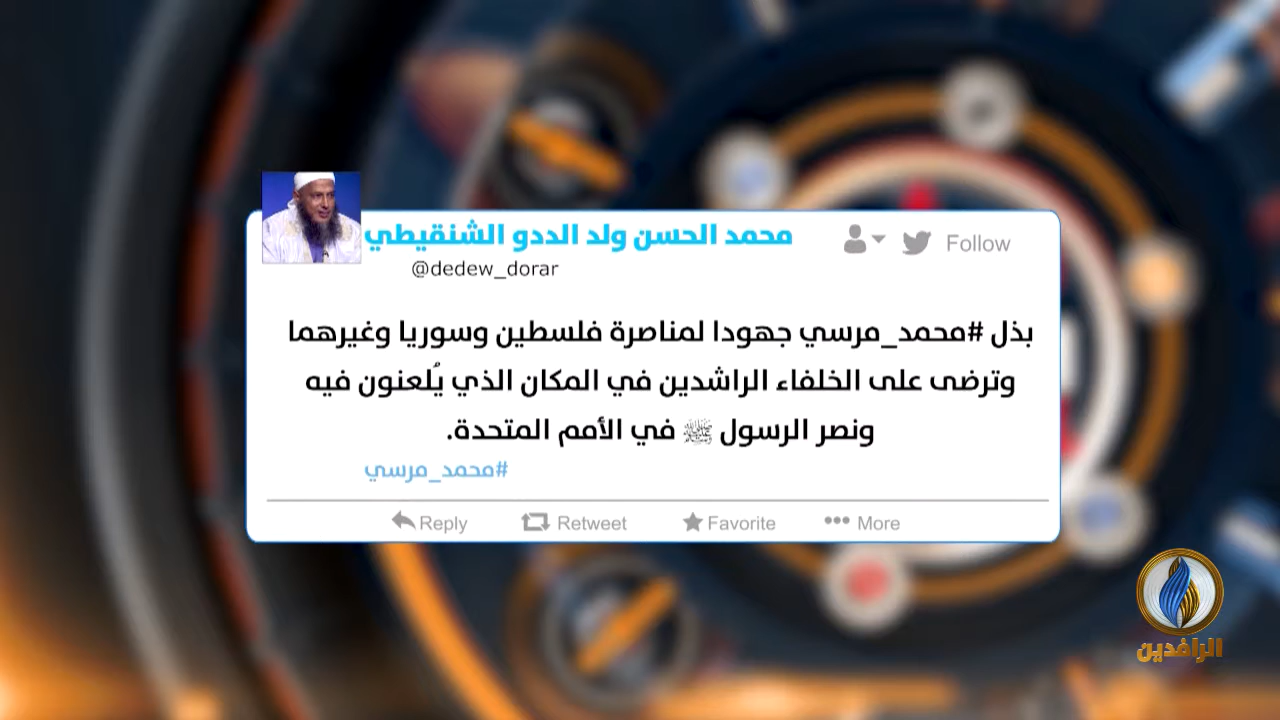 محمد الحسن ولد الددو الشنقيطي
Follow
@dedew_dorar
بذل #محمد_مرسي جهودا لمناصرة فلسطين وسوريا وغيرهما
وترضى على الخلفاء الراشدين في المكان الذي يُلعنون فيه
ونصر الرسول ﷺ في الأمم المتحدة.
#محمد_مرسي
Reply Retweet Favorite More
الرافدين